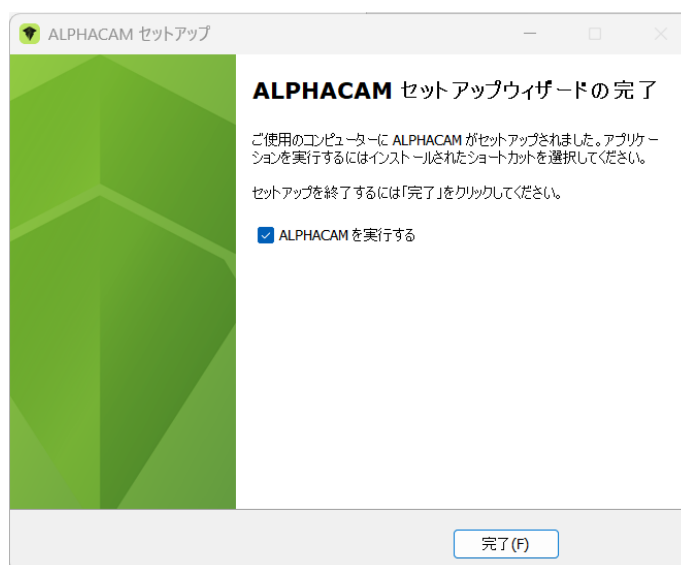 ALPHACAM セットアップ
ALPHACAM セットアップウィザードの完了
ご使用のコンピューターに ALPHACAM がセットアップされました。アプリケー
ションを実行するにはインストールされたショートカットを選択してください。
セットアップを終了するには「完了」をクリックしてください。
ALPHACAM を実行する
完了(F)